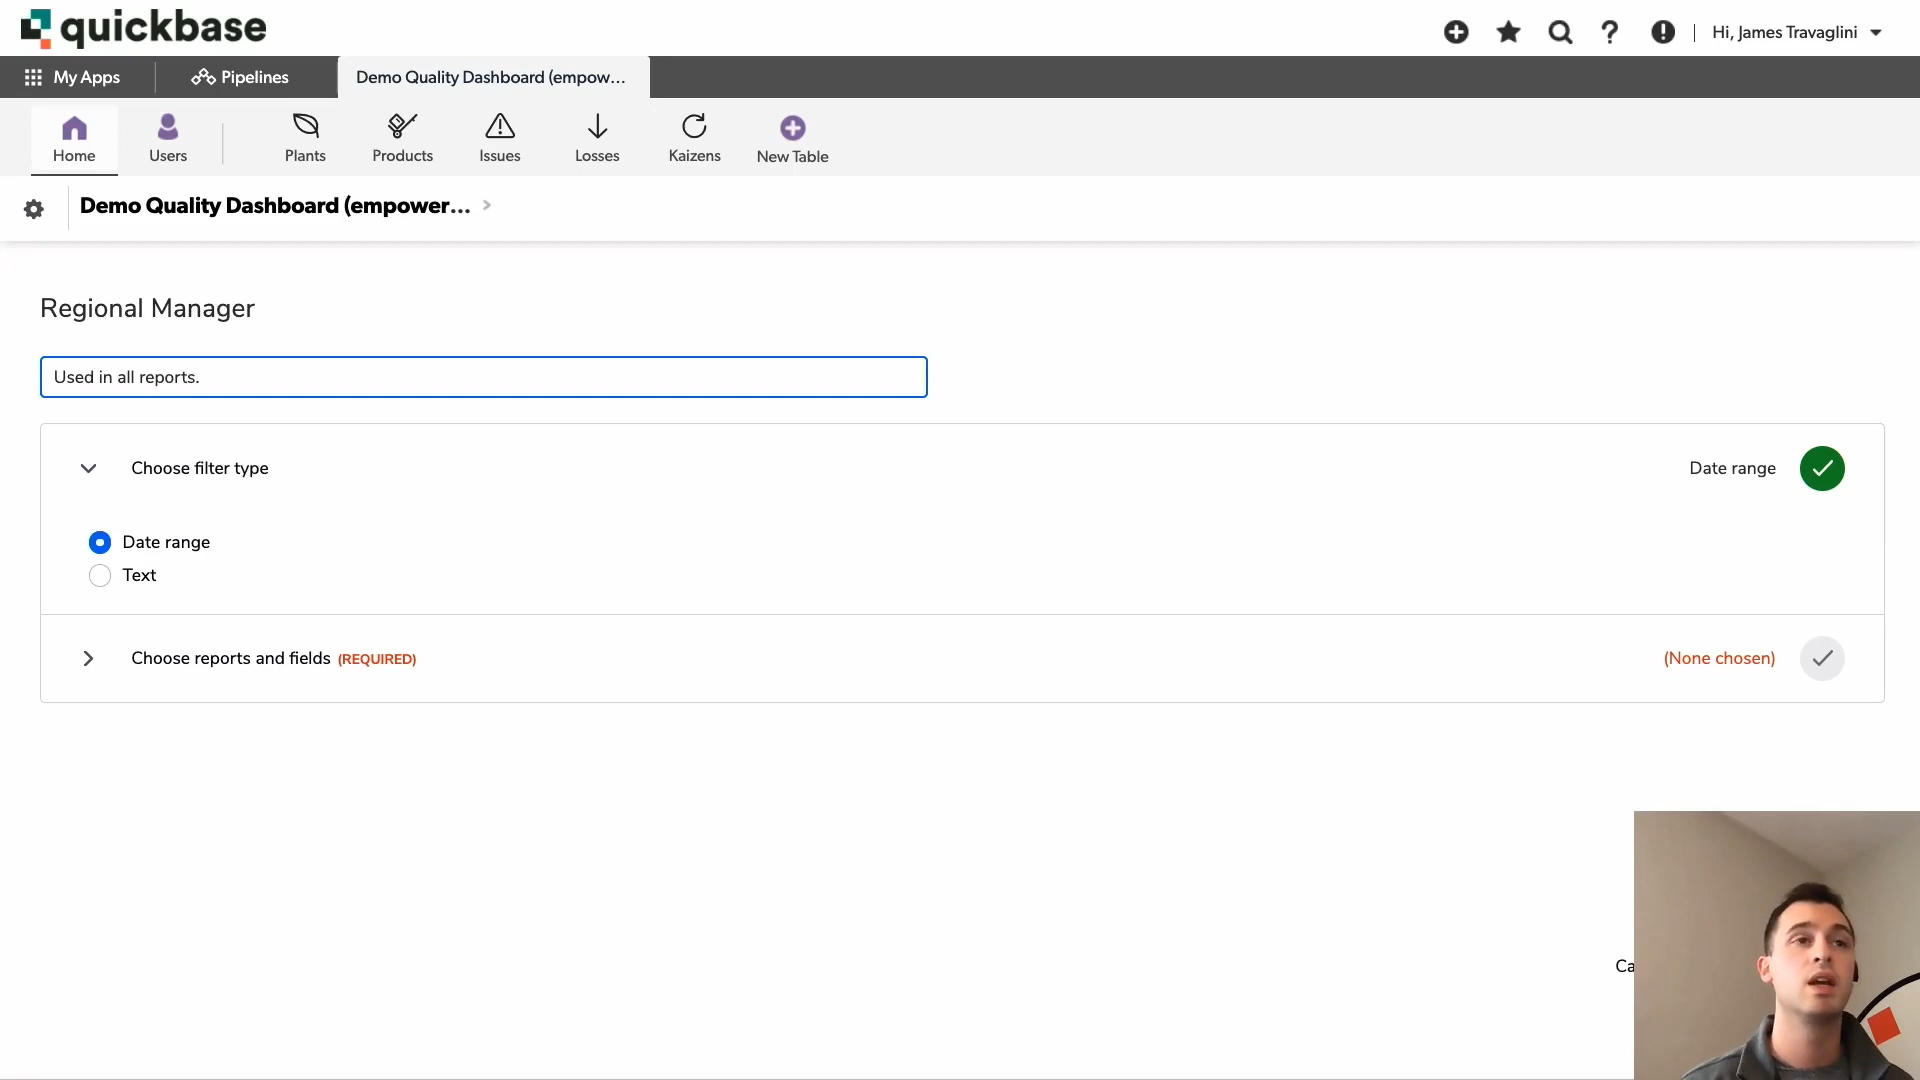 quickbase
Hi, James Travaglini
My Apps
Pipelines
Demo Quality Dashboard (empow...
Home
Users
Plants
Products
Issues
Losses
Kaizens
New Table
Demo Quality Dashboard (empower...
Regional Manager
Used in all reports.
Choose filter type
Date range
Date range
Text
Choose reports and fields (REQUIRED)
(None chosen)
Ca